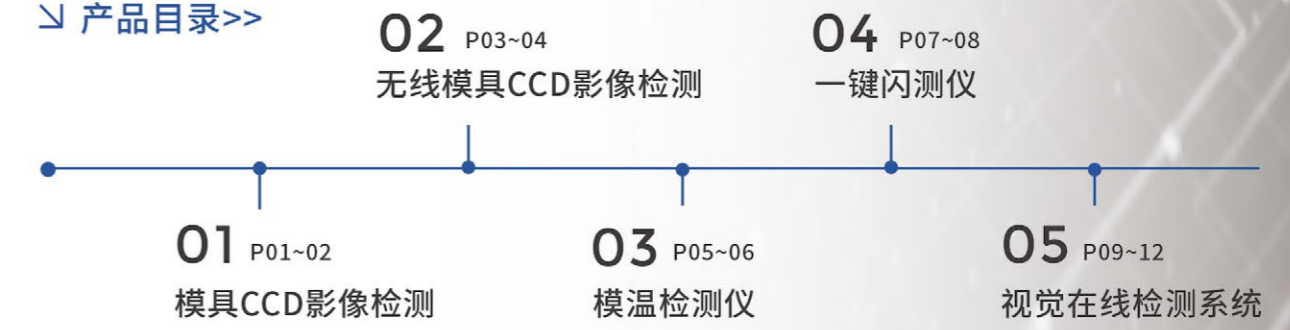 产品目录>>
02 P03~04
无线模具CCD影像检测
04 P07~08
一键闪测仪
01 P01~02
模具CCD影像检测
03 P05~06
模温检测仪
05 P09~12
视觉在线检测系统